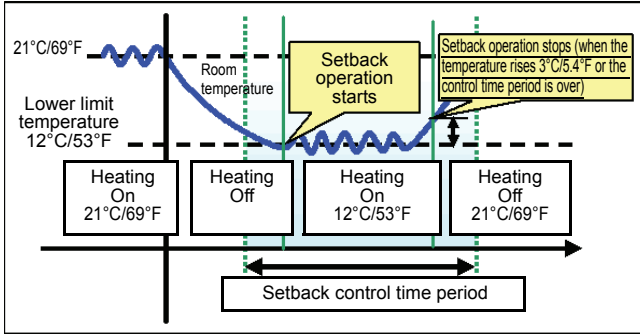 21°C/69°F
Room
temperature
Setback
operation
starts
Setback operation stops (when the
temperature rises 3°C/5.4°F or the
control time period is over)
Lower limit
temperature
12°C/53°F
Heating
On
21°C/69°F
Heating
Off
Heating
On
12°C/53°F
Heating
Off
21°C/69°F
Setback control time period